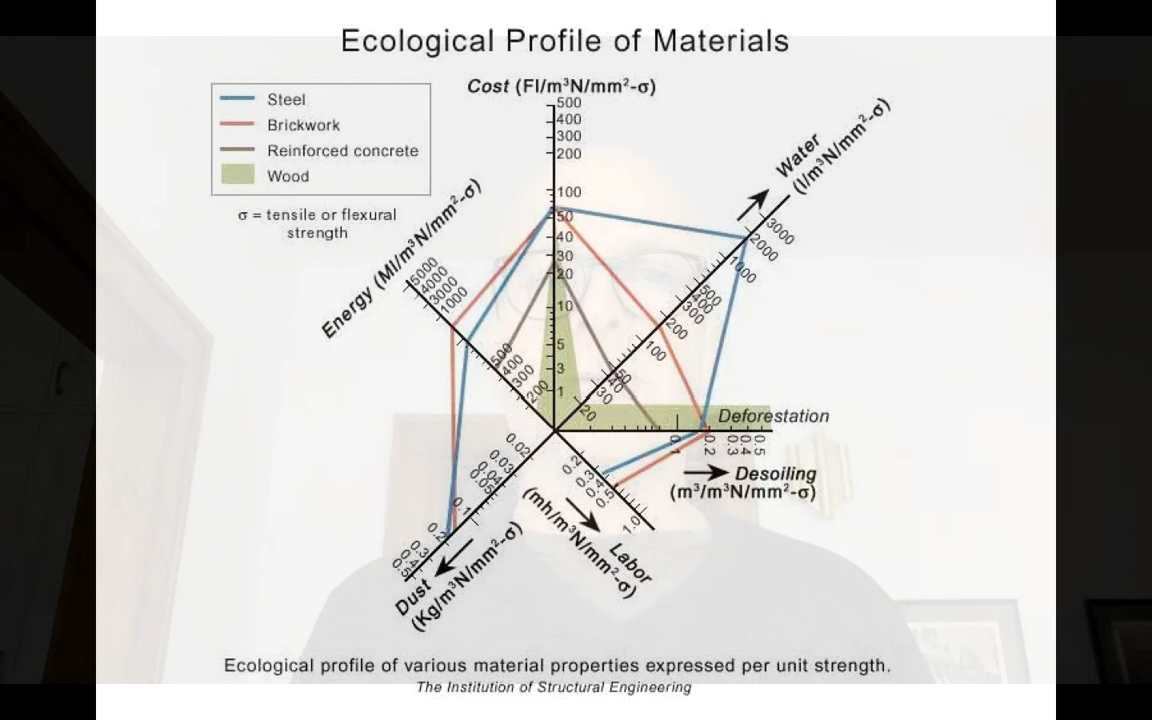 Ecological Profile of Materials
Cost (Fl/m³N/mm²-σ)
Steel
Brickwork
Reinforced concrete
Wood
σ = tensile or flexural
strength
500
400
300
200
100
50
40
30
20
10
5
3
1
Water
(l/m³N/mm²-σ)
3000
2000
1000
500
400
300
200
100
50
40
30
20
Energy (MI/m³N/mm²-σ)
5000
4000
3000
1000
500
400
300
200
Deforestation
0.1
0.2
0.3
0.4
0.5
Desoiling
(m³/m³N/mm²-σ)
0.2
0.3
0.4
0.5
1.0
Labor
(mh/m³N/mm²-σ)
0.02
0.03
0.04
0.05
0.1
0.2
0.3
0.4
0.5
Dust
(Kg/m³N/mm²-σ)
Ecological profile of various material properties expressed per unit strength.
The Institution of Structural Engineering